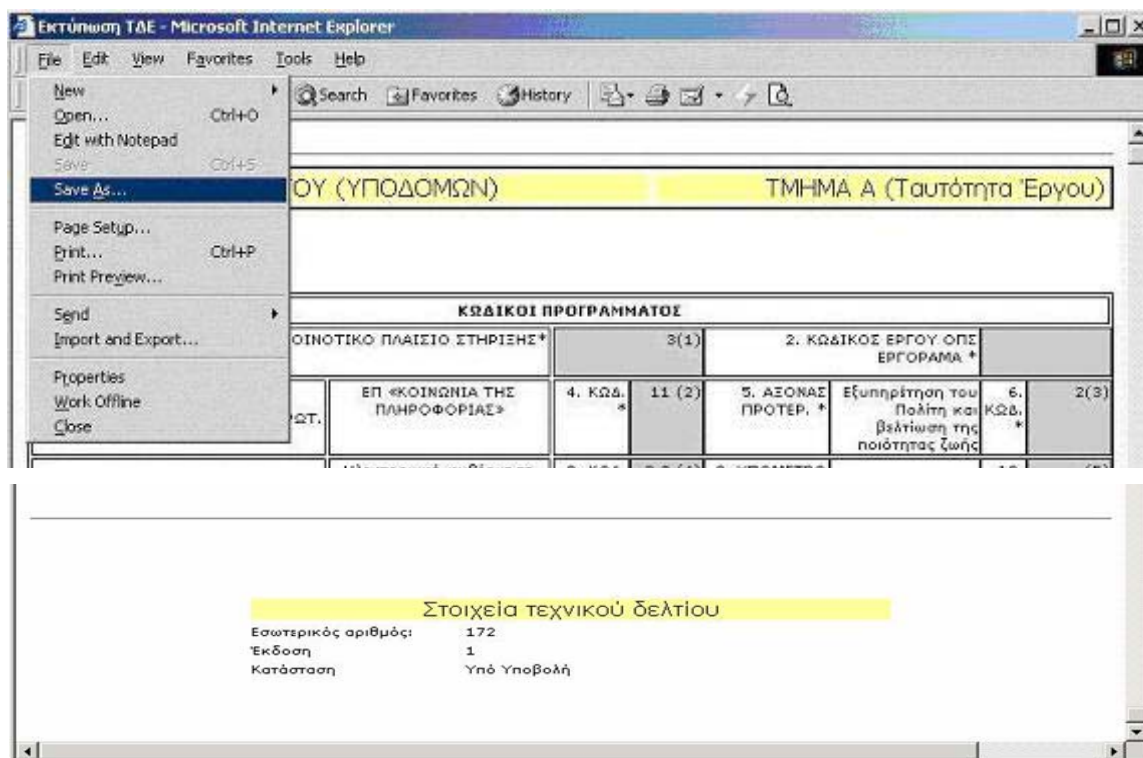 Εκτύπωση ΤΔΕ - Microsoft Internet Explorer
File Edit View Favorites Tools Help
Search Favorites History
New
Open... Ctrl+O
Edit with Notepad
Save Ctrl+S
Save As...
Page Setup...
Print... Ctrl+P
Print Preview...
Send
Import and Export...
Properties
Work Offline
Close
ΟΥ (ΥΠΟΔΟΜΩΝ) ΤΜΗΜΑ Α (Ταυτότητα Έργου)
ΚΩΔΙΚΟΙ ΠΡΟΓΡΑΜΜΑΤΟΣ
ΟΙΝΟΤΙΚΟ ΠΛΑΙΣΙΟ ΣΤΗΡΙΞΗΣ* 3(1) 2. ΚΩΔΙΚΟΣ ΕΡΓΟΥ ΟΠΣ
ΕΡΓΟΡΑΜΑ *
ΡΩΤ. ΕΠ «ΚΟΙΝΩΝΙΑ ΤΗΣ
ΠΛΗΡΟΦΟΡΙΑΣ» 4. ΚΩΔ.
* 11 (2) 5. ΑΞΟΝΑΣ
ΠΡΟΤΕΡ. * Εξυπηρέτηση του
Πολίτη και
βελτίωση της
ποιότητας ζωής 6.
ΚΩΔ.
* 2(3)
Στοιχεία τεχνικού δελτίου
Εσωτερικός αριθμός: 172
Έκδοση 1
Κατάσταση Υπό Υποβολή